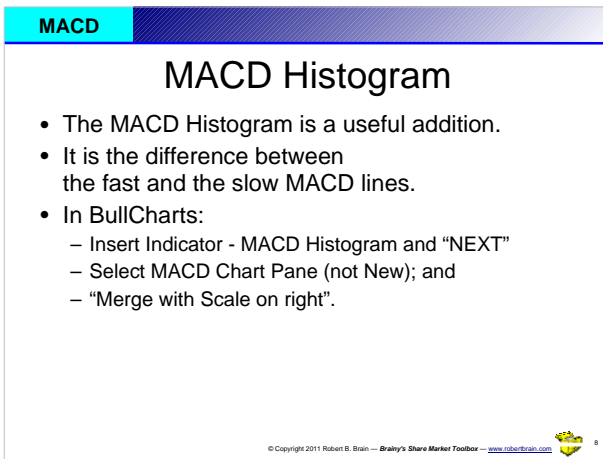 MACD
MACD Histogram
• The MACD Histogram is a useful addition.
• It is the difference between
the fast and the slow MACD lines.
• In BullCharts:
– Insert Indicator - MACD Histogram and “NEXT”
– Select MACD Chart Pane (not New); and
– “Merge with Scale on right”.
© Copyright 2011 Robert B. Brain — Brainy's Share Market Toolbox — www.robertbrain.com 8